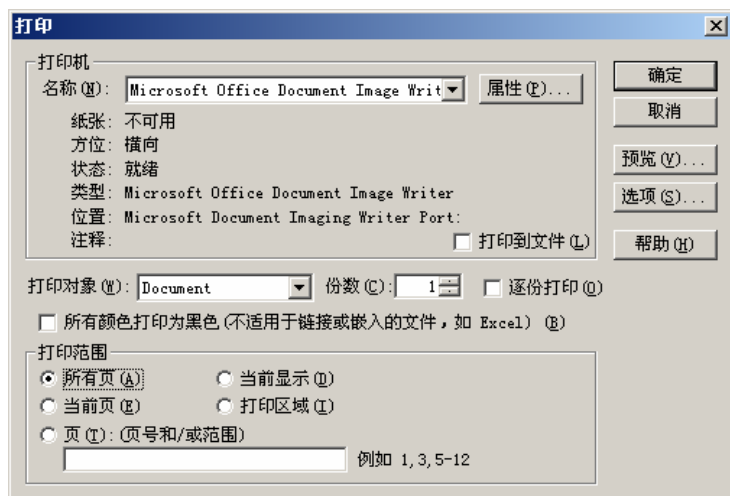 打印
打印机
名称(N): Microsoft Office Document Image Writ 属性(P)...
纸张: 不可用
方位: 横向
状态: 就绪
类型: Microsoft Office Document Image Writer
位置: Microsoft Document Imaging Writer Port:
注释: 打印到文件(L)
确定
取消
预览(V)...
选项(S)...
帮助(H)
打印对象(W): Document 份数(C): 1 逐份打印(O)
所有颜色打印为黑色(不适用于链接或嵌入的文件，如 Excel) (B)
打印范围
所有页(A) 当前显示(D)
当前页(E) 打印区域(I)
页(T): (页号和/或范围)
例如 1,3,5-12